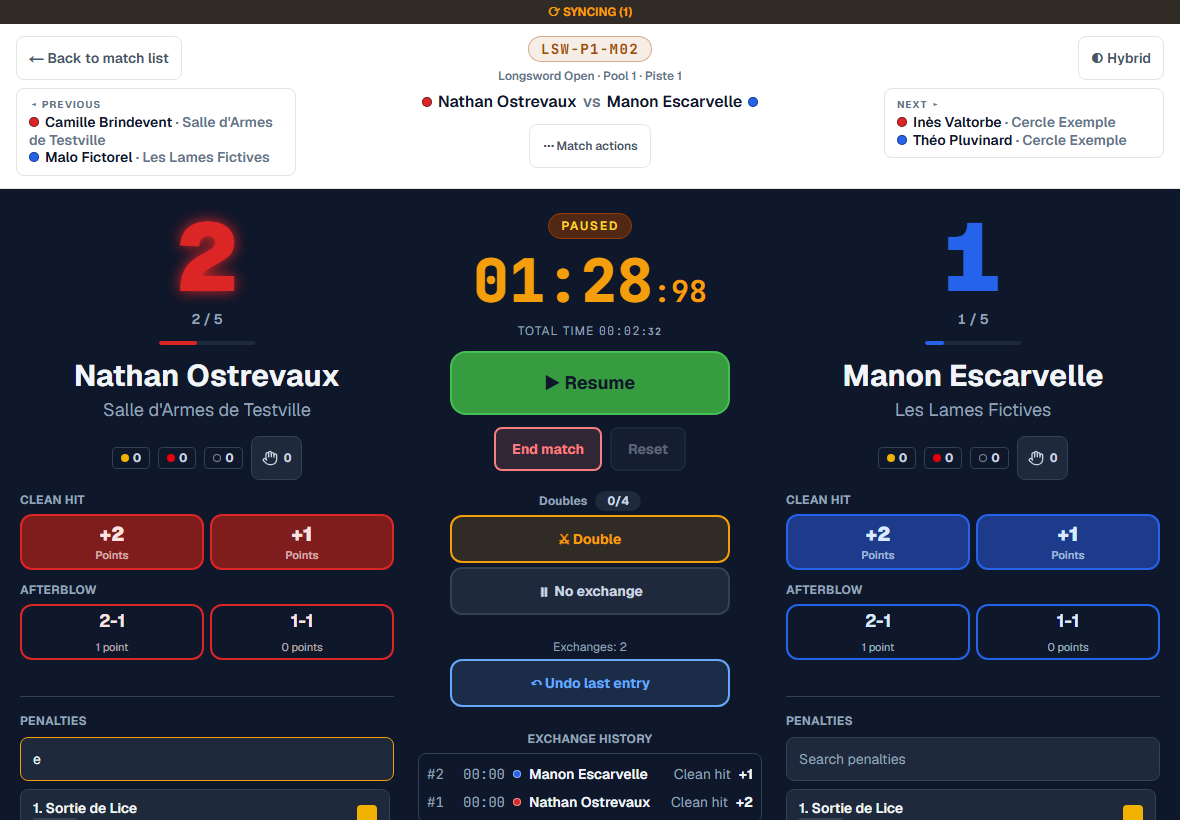 ⟳ SYNCING (1)
← Back to match list
LSW-P1-M02
Longsword Open · Pool 1 · Piste 1
Nathan Ostrevaux vs Manon Escarvelle
⋯ Match actions
Hybrid
PREVIOUS
Camille Brindevent · Salle d'Armes
de Testville
Malo Fictorel · Les Lames Fictives
NEXT
Inès Valtorbe · Cercle Exemple
Théo Pluvinard · Cercle Exemple
2
2 / 5
Nathan Ostrevaux
Salle d'Armes de Testville
0
0
0
0
CLEAN HIT
+2
Points
+1
Points
AFTERBLOW
2-1
1 point
1-1
0 points
PENALTIES
e
1. Sortie de Lice
PAUSED
01:28:98
TOTAL TIME 00:02:32
Resume
End match
Reset
Doubles 0/4
⚔ Double
No exchange
Exchanges: 2
Undo last entry
EXCHANGE HISTORY
#2 00:00 Manon Escarvelle Clean hit +1
#1 00:00 Nathan Ostrevaux Clean hit +2
1
1 / 5
Manon Escarvelle
Les Lames Fictives
0
0
0
0
CLEAN HIT
+2
Points
+1
Points
AFTERBLOW
2-1
1 point
1-1
0 points
PENALTIES
Search penalties
1. Sortie de Lice